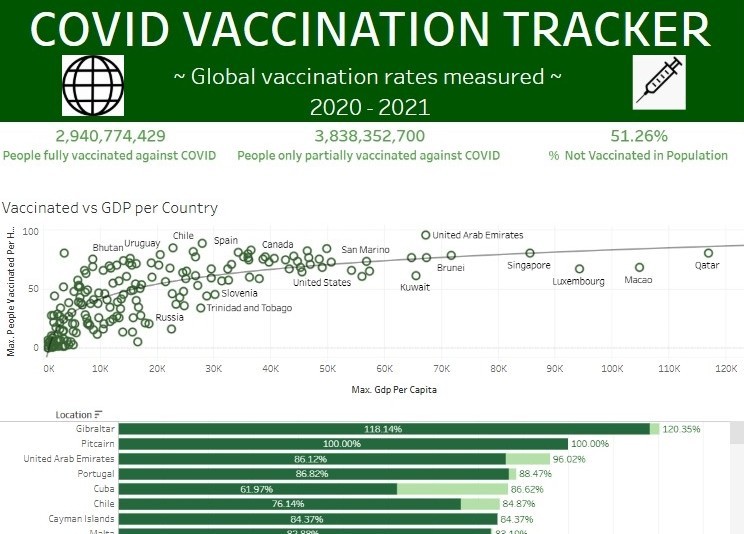 COVID VACCINATION TRACKER
~ Global vaccination rates measured ~
2020 - 2021
2,940,774,429
People fully vaccinated against COVID
3,838,352,700
People only partially vaccinated against COVID
51.26%
% Not Vaccinated in Population
Vaccinated vs GDP per Country
Max. People Vaccinated Per H...
100
50
0
United Arab Emirates
Chile
Spain
Canada
Bhutan
Uruguay
San Marino
Brunei
Singapore
Qatar
United States
Kuwait
Luxembourg
Macao
Slovenia
Trinidad and Tobago
Russia
0K 10K 20K 30K 40K 50K 60K 70K 80K 90K 100K 110K 120K
Max. Gdp Per Capita
Location
Gibraltar 118.14% 120.35%
Pitcairn 100.00% 100.00%
United Arab Emirates 86.12% 96.02%
Portugal 86.82% 88.47%
Cuba 61.97% 86.62%
Chile 76.14% 84.87%
Cayman Islands 84.37% 84.37%
Malta